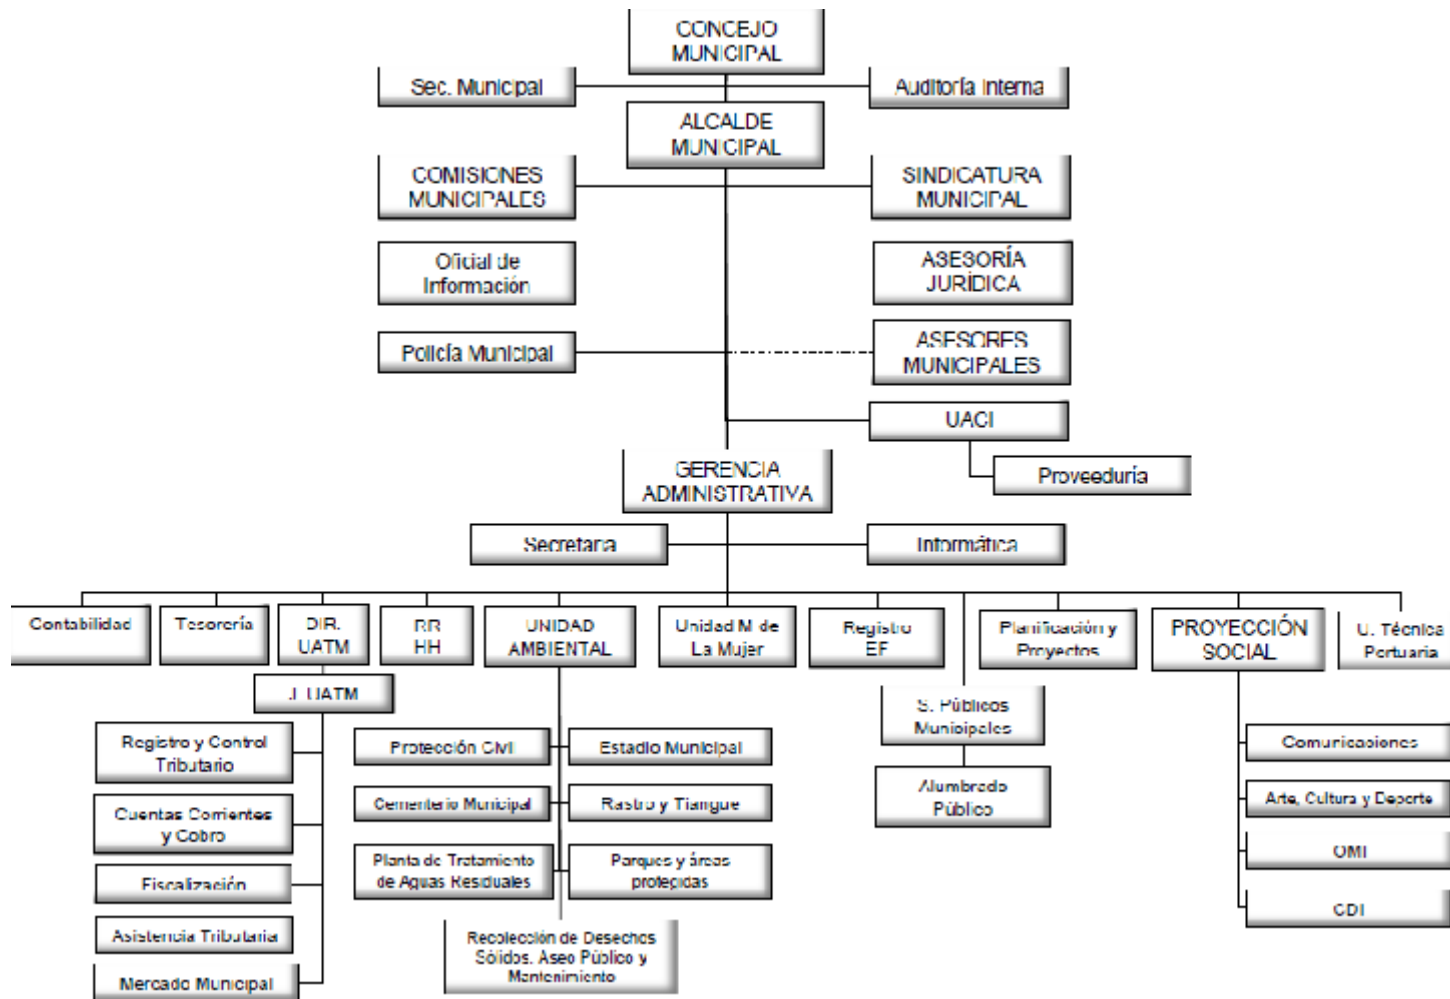 CONCEJO
MUNICIPAL
Sec. Municipal
Auditoría Interna
ALCALDE
MUNICIPAL
COMISIONES
MUNICIPALES
SINDICATURA
MUNICIPAL
Oficial de
Información
ASESORÍA
JURÍDICA
Policía Municipal
ASESORES
MUNICIPALES
UACI
Proveeduría
GERENCIA
ADMINISTRATIVA
Secretaria
Informática
Contabilidad
Tesorería
DIR.
UATM
RR
HH
UNIDAD
AMBIENTAL
Unidad M de
La Mujer
Registro
EF
Planificación y
Proyectos
PROYECCIÓN
SOCIAL
U. Técnica
Portuaria
J. UATM
S. Públicos
Municipales
Registro y Control
Tributario
Protección Civil
Estadio Municipal
Comunicaciones
Cuentas Corrientes
y Cobro
Cementerio Municipal
Rastro y Tiangue
Alumbrado
Público
Arte, Cultura y Deporte
Fiscalización
Planta de Tratamiento
de Aguas Residuales
Parques y áreas
protegidas
OMI
Asistencia Tributaria
Recolección de Desechos
Sólidos, Aseo Público y
Mantenimiento
CDI
Mercado Municipal